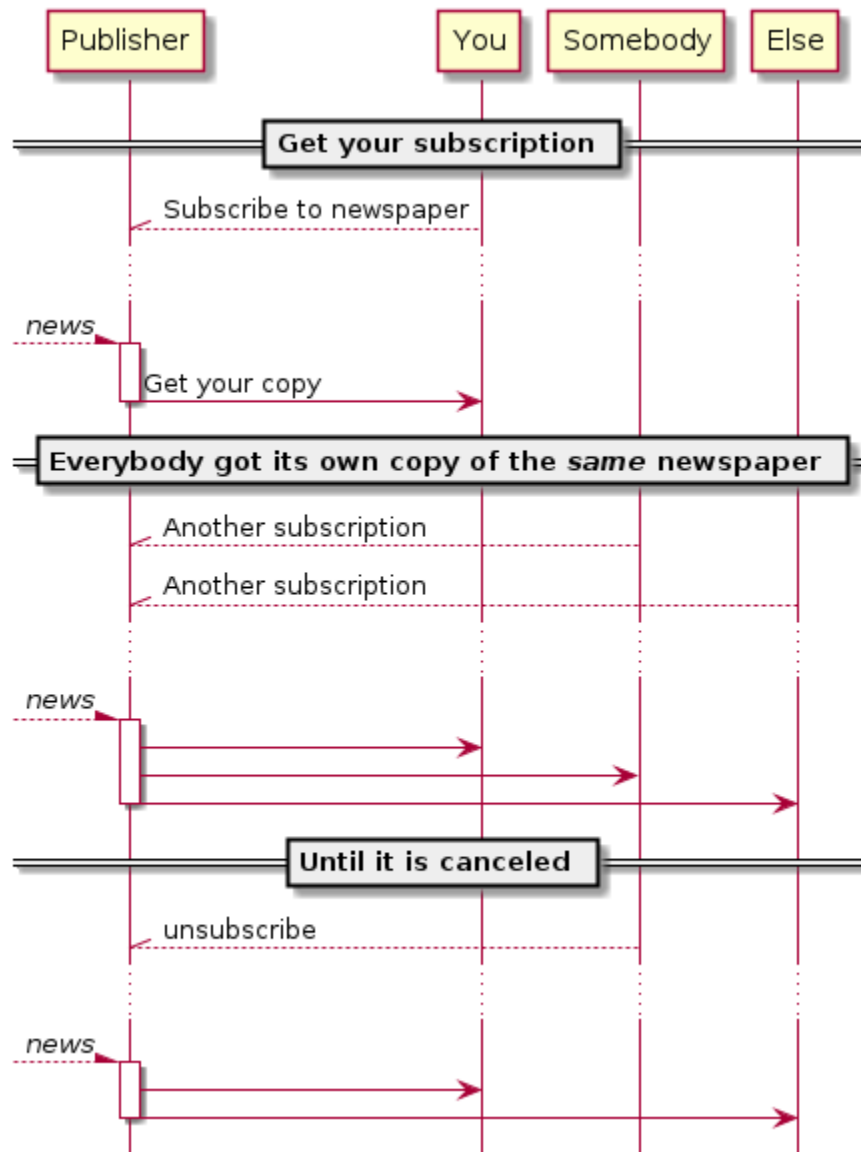 Publisher
You
Somebody
Else
Get your subscription
Subscribe to newspaper
news
Get your copy
Everybody got its own copy of the same newspaper
Another subscription
Another subscription
news
Until it is canceled
unsubscribe
news